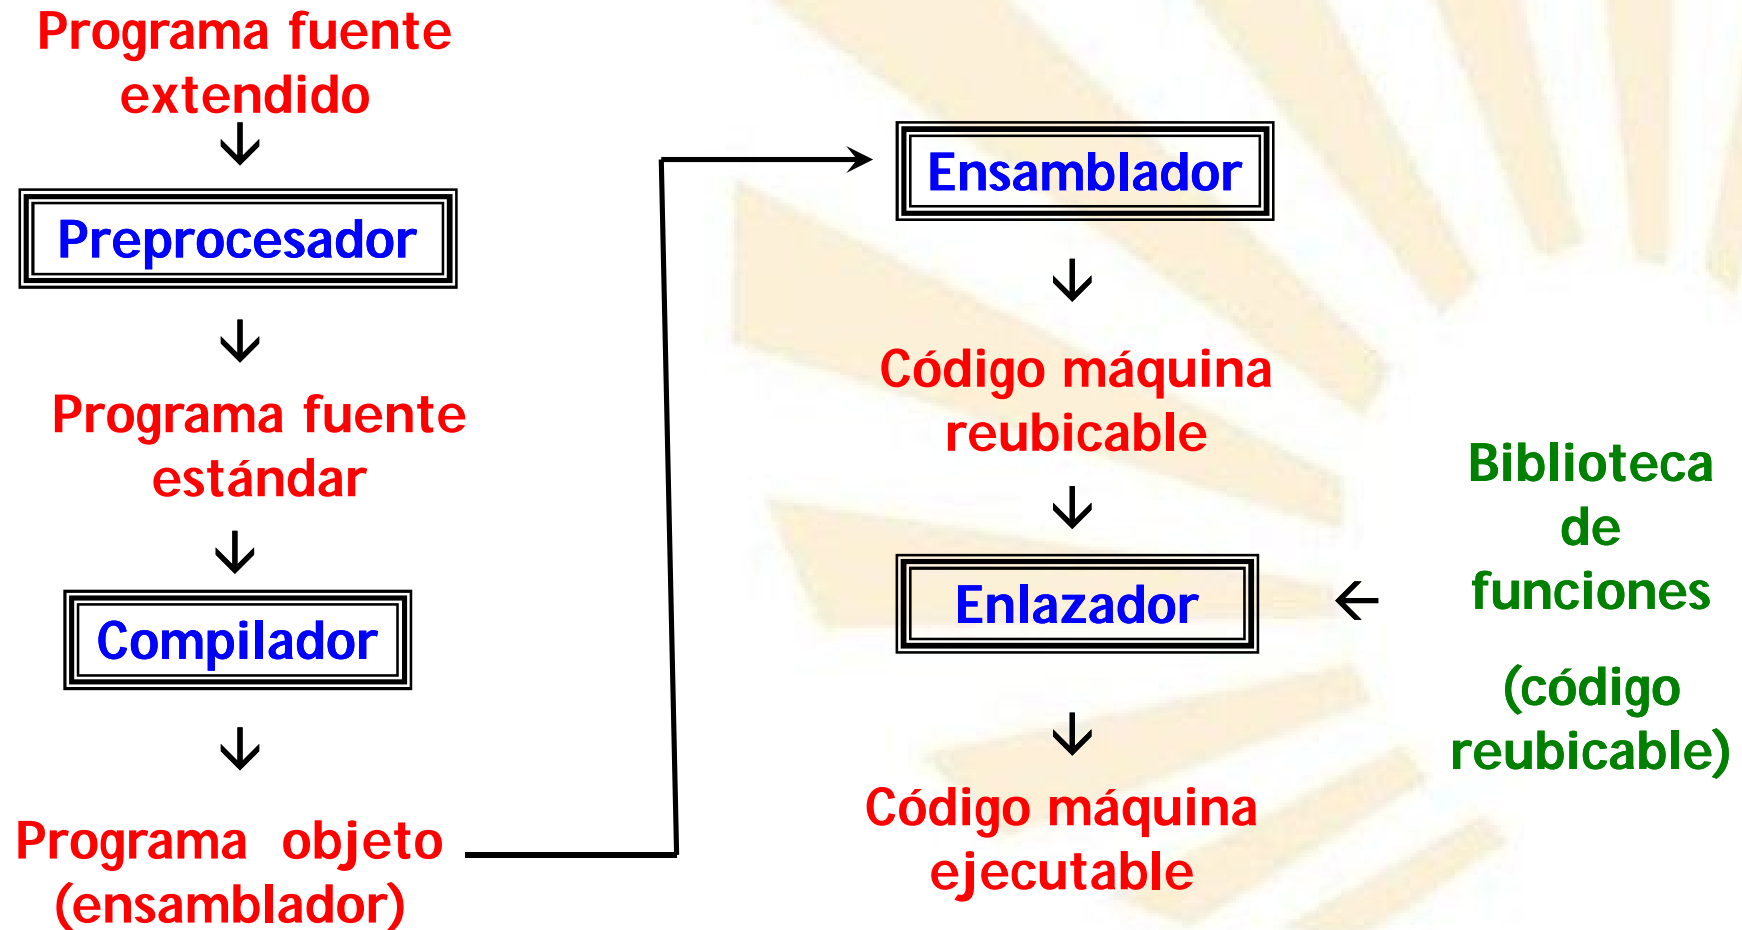 Programa fuente
extendido
Preprocesador
Programa fuente
estándar
Compilador
Programa objeto
(ensamblador)
Ensamblador
Código máquina
reubicable
Enlazador
Código máquina
ejecutable
Biblioteca
de
funciones
(código
reubicable)